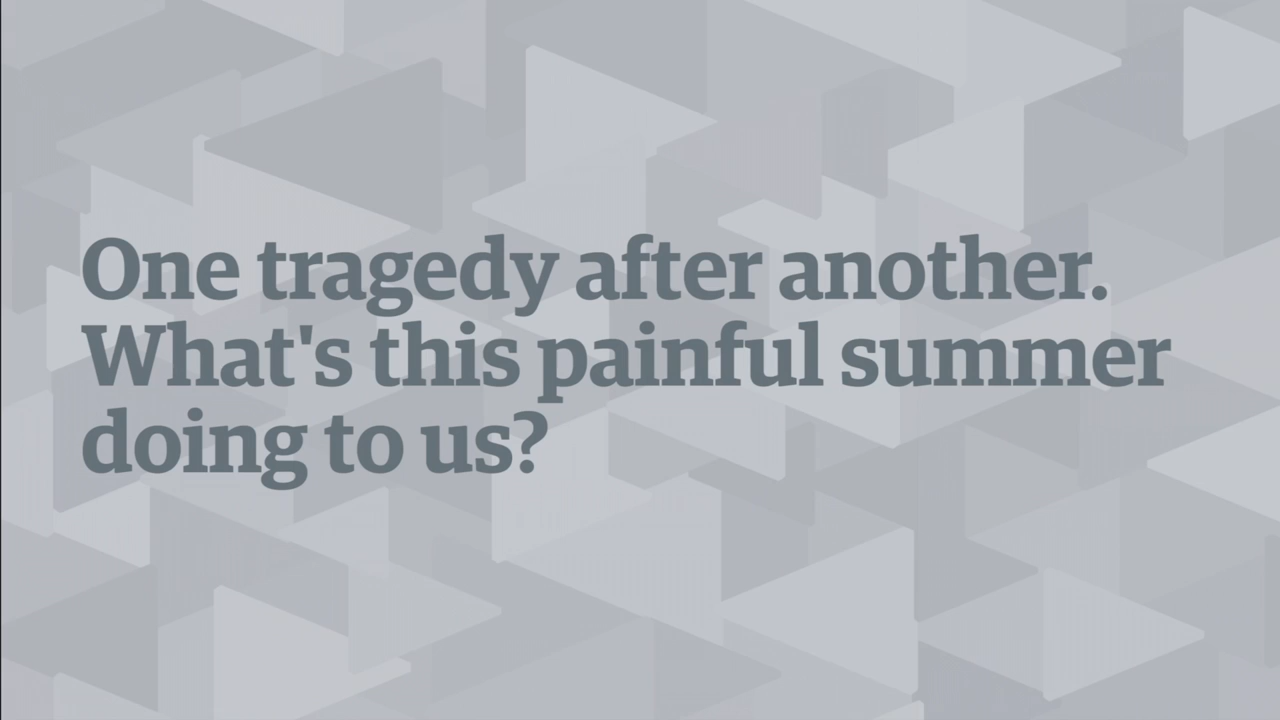 One tragedy after another.
What's this painful summer
doing to us?